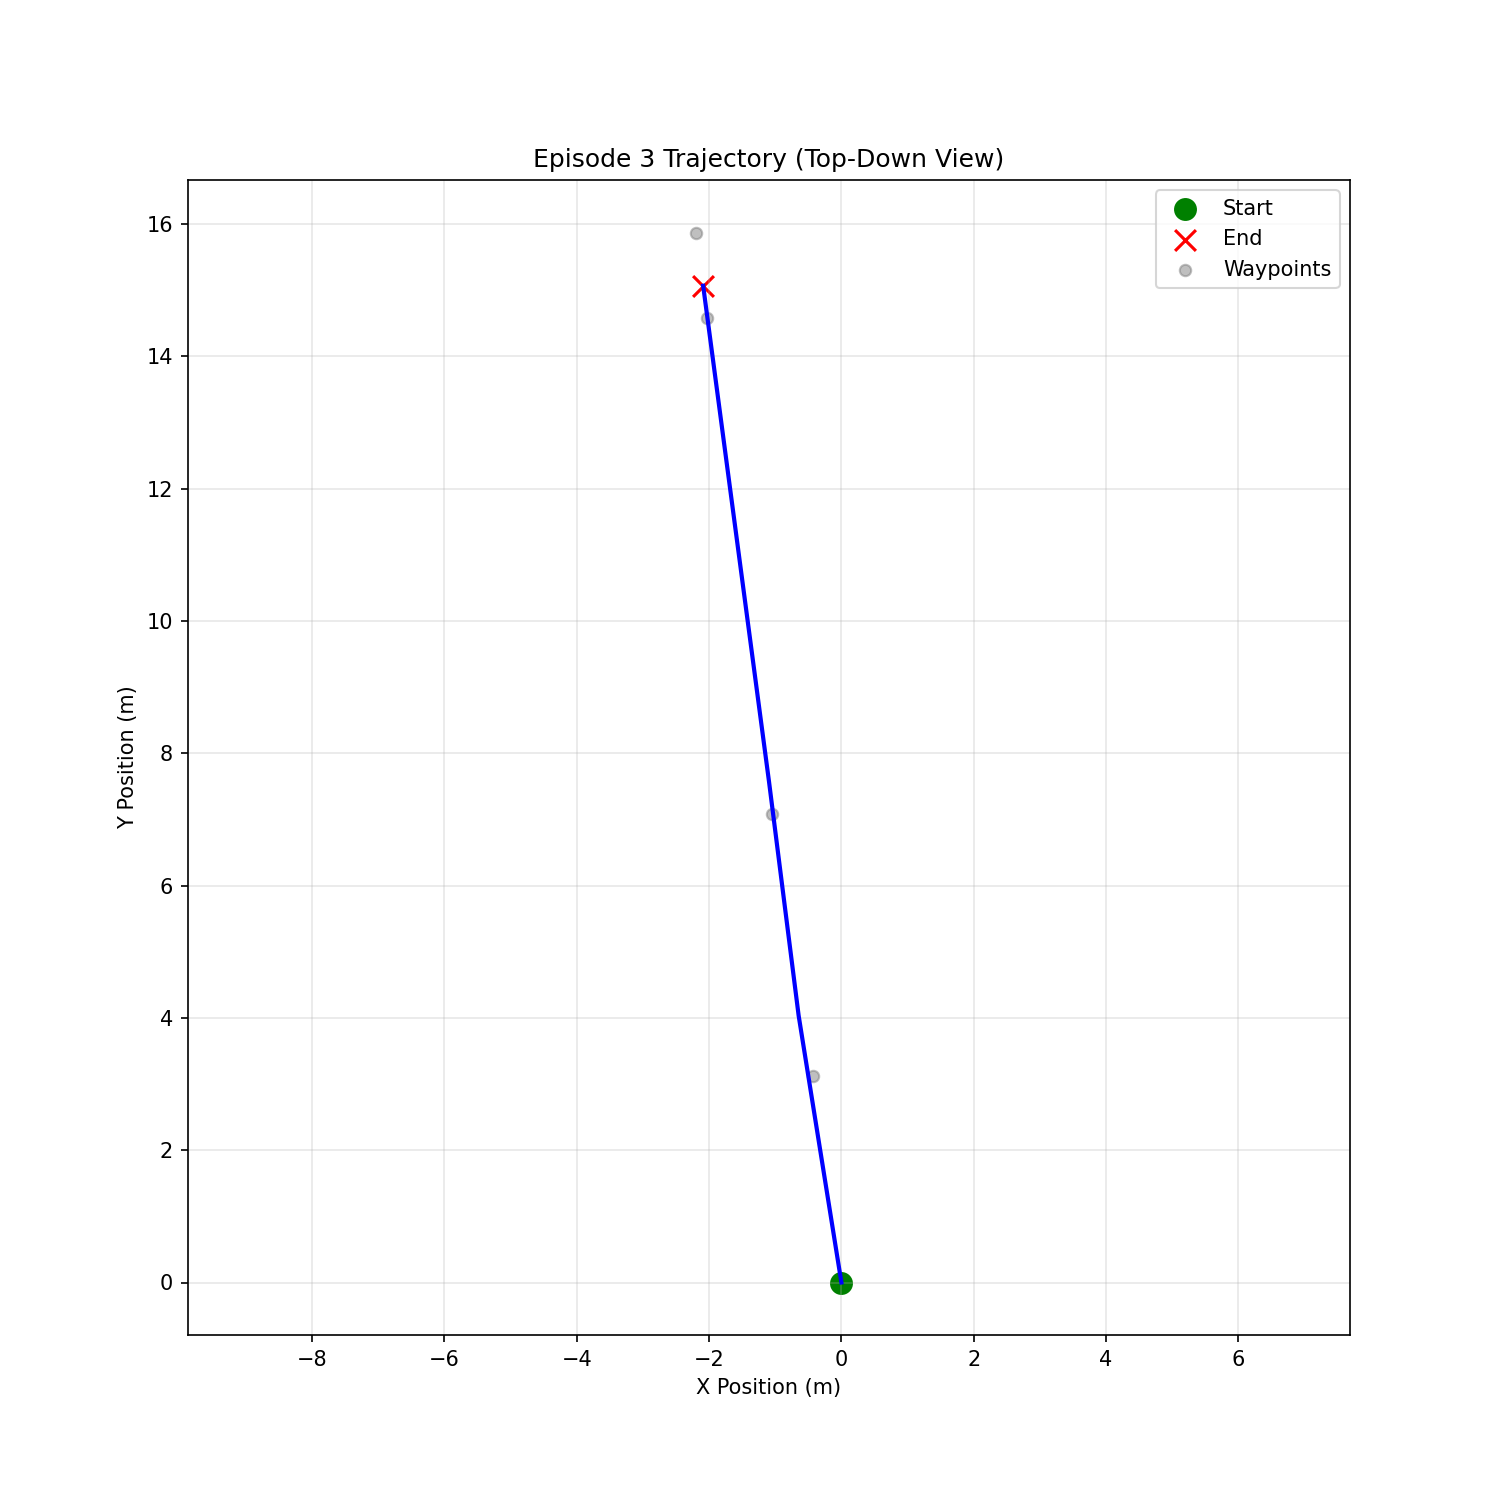 Episode 3 Trajectory (Top-Down View)
Start
End
Waypoints
16
14
12
10
8
6
4
2
0
Y Position (m)
−8
−6
−4
−2
0
2
4
6
X Position (m)